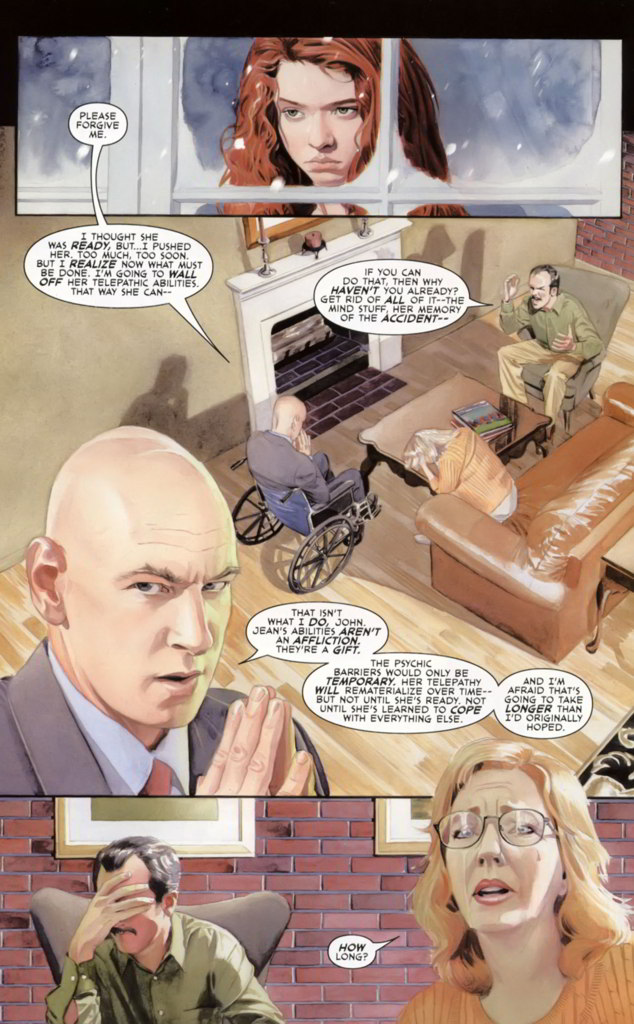 PLEASE
FORGIVE
ME.
I THOUGHT SHE
WAS READY, BUT...I PUSHED
HER. TOO MUCH, TOO SOON.
BUT I REALIZE NOW WHAT MUST
BE DONE. I'M GOING TO WALL
OFF HER TELEPATHIC ABILITIES.
THAT WAY SHE CAN--
IF YOU CAN
DO THAT, THEN WHY
HAVEN'T YOU ALREADY?
GET RID OF ALL OF IT--THE
MIND STUFF, HER MEMORY
OF THE ACCIDENT--
THAT ISN'T
WHAT I DO, JOHN.
JEAN'S ABILITIES AREN'T
AN AFFLICTION.
THEY'RE A GIFT.
THE PSYCHIC
BARRIERS WOULD ONLY BE
TEMPORARY. HER TELEPATHY
WILL REMATERIALIZE OVER TIME--
BUT NOT UNTIL SHE'S READY. NOT
UNTIL SHE'S LEARNED TO COPE
WITH EVERYTHING ELSE.
AND I'M
AFRAID THAT'S
GOING TO TAKE
LONGER THAN
I'D ORIGINALLY
HOPED.
HOW
LONG?